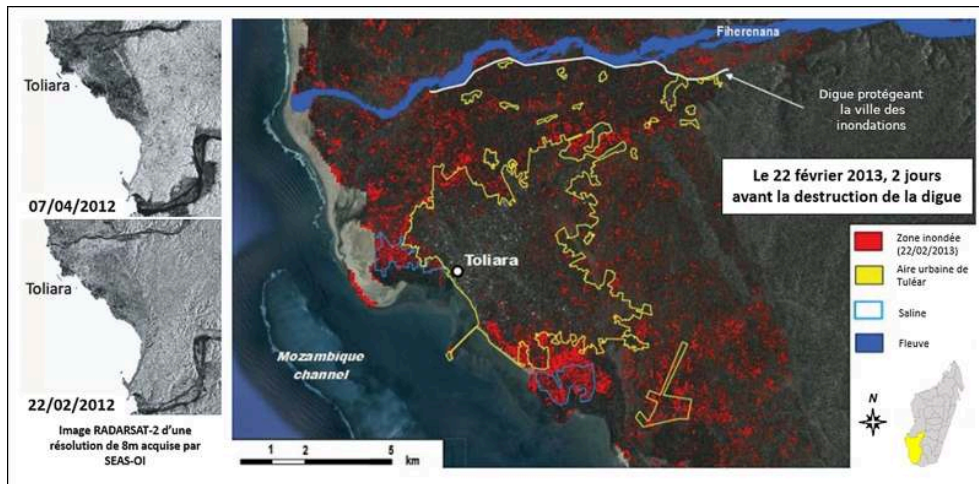 Toliara
07/04/2012
Toliara
22/02/2012
Image RADARSAT-2 d'une
résolution de 8m acquise par
SEAS-OI
Fiherenana
Digue protégeant
la ville des
inondations
Le 22 février 2013, 2 jours
avant la destruction de la digue
Toliara
Mozambique
channel
1 2 5
km
Zone inondée
(22/02/2013)
Aire urbaine de
Tuléar
Saline
Fleuve
N